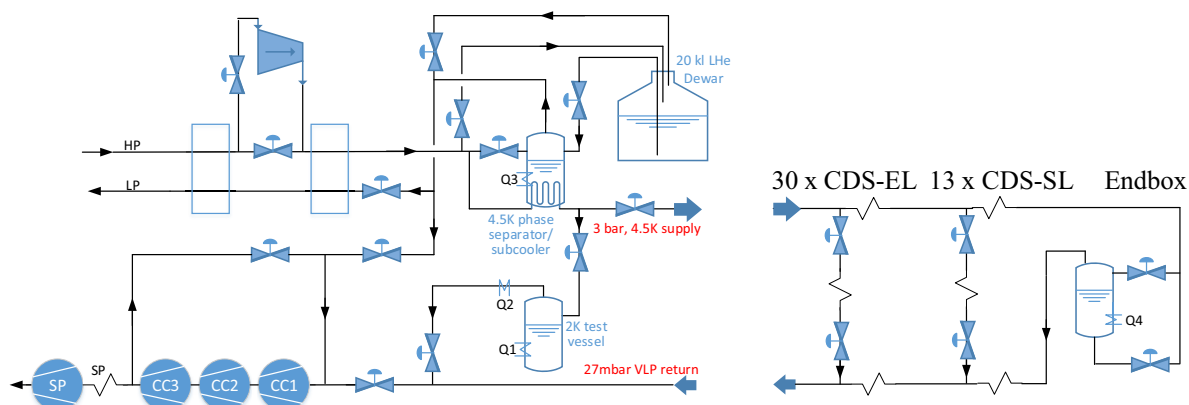 20 kl LHe
Dewar
HP
LP
Q3
4.5K phase
separator/
subcooler
3 bar, 4.5K supply
Q2
Q1
2K test
vessel
27mbar VLP return
SP
SP
CC3
CC2
CC1
30 x CDS-EL
13 x CDS-SL
Endbox
Q4